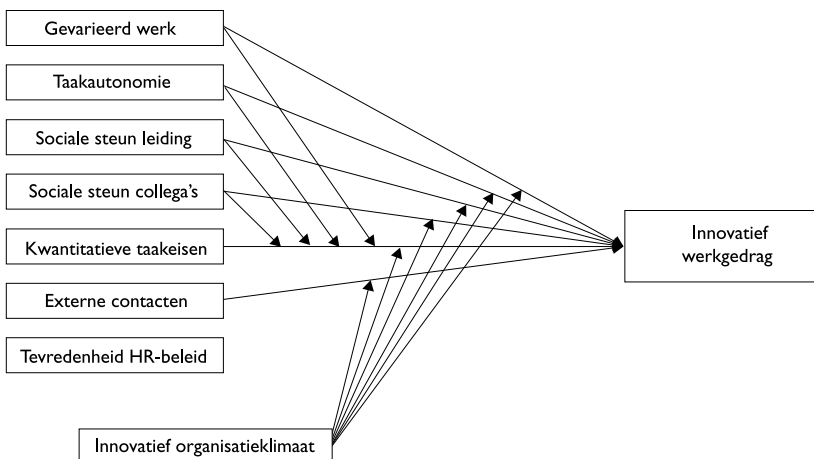 Gevarieerd werk
Taakautonomie
Sociale steun leiding
Sociale steun collega's
Kwantitatieve taakeisen
Externe contacten
Tevredenheid HR-beleid
Innovatief organisatieklimaat
Innovatief
werkgedrag